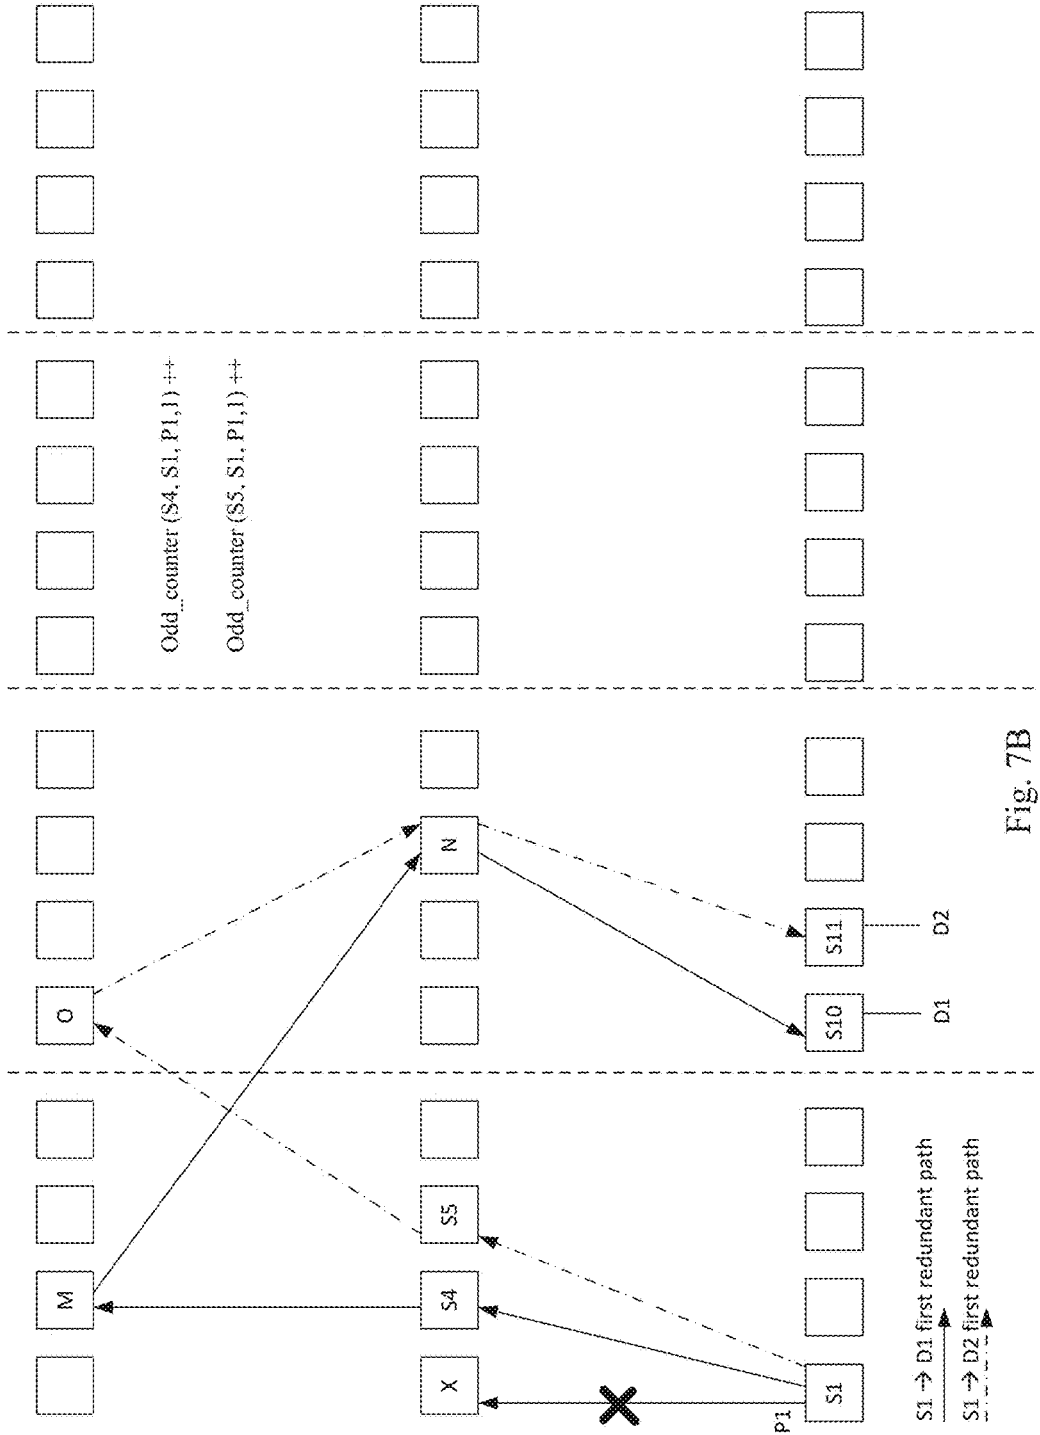 O
M
Odd_counter (S4, S1, P1,1) ++
Odd_counter (S5, S1, P1,1) ++
N
S5
S4
X
S11
S10
S1
P1
D2
D1
S1 → D1 first redundant path
S1 → D2 first redundant path
Fig. 7B